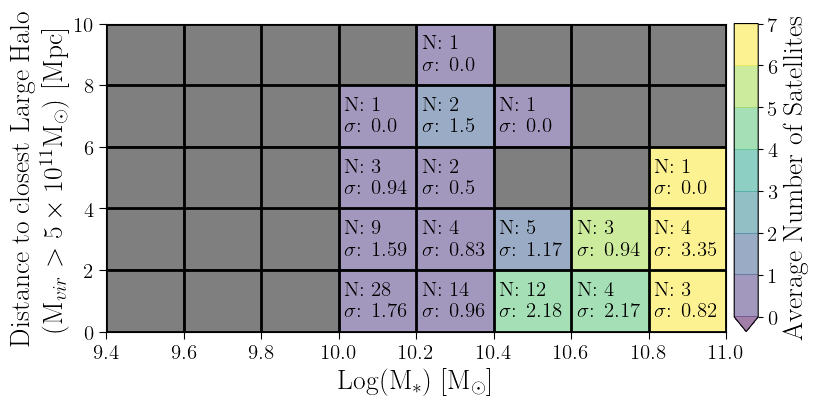 Distance to closest Large Halo
(M_vir > 5 × 10^11 M_⊙) [Mpc]
10
8
6
4
2
0
N: 1
σ: 0.0
N: 1 N: 2 N: 1
σ: 0.0 σ: 1.5 σ: 0.0
N: 3 N: 2 N: 1
σ: 0.94 σ: 0.5 σ: 0.0
N: 9 N: 4 N: 5 N: 3 N: 4
σ: 1.59 σ: 0.83 σ: 1.17 σ: 0.94 σ: 3.35
N: 28 N: 14 N: 12 N: 4 N: 3
σ: 1.76 σ: 0.96 σ: 2.18 σ: 2.17 σ: 0.82
9.4 9.6 9.8 10.0 10.2 10.4 10.6 10.8 11.0
Log(M_*) [M_⊙]
7
6
5
4
3
2
1
0
Average Number of Satellites